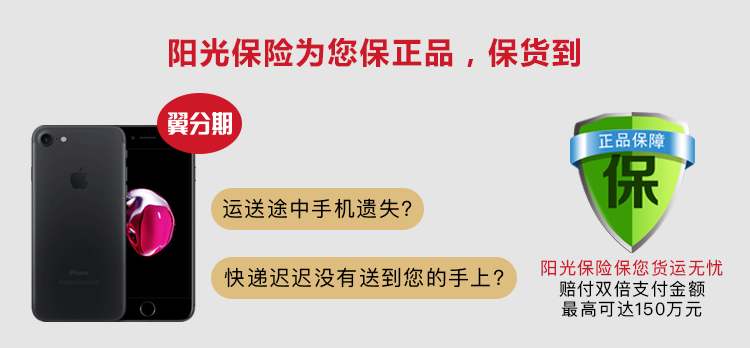 阳光保险为您保正品，保货到
翼分期
运送途中手机遗失?
快递迟迟没有送到您的手上?
正品保障
保
阳光保险保您货运无忧
赔付双倍支付金额
最高可达150万元
iPhone